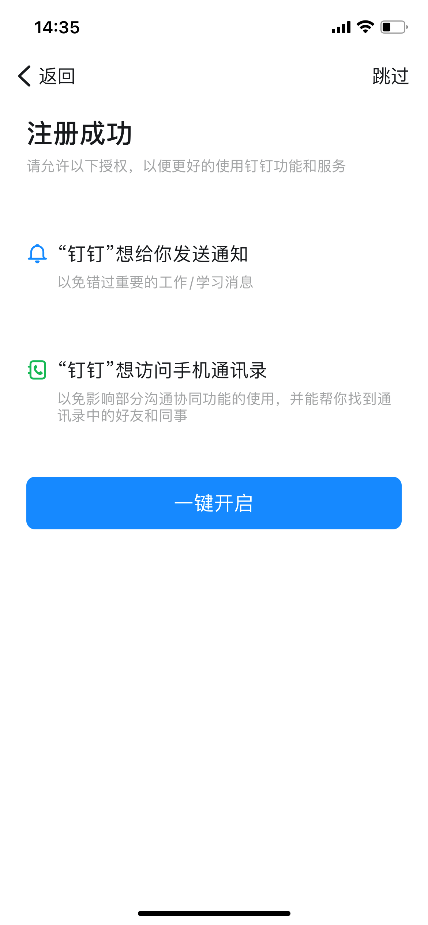 14:35
返回
跳过
注册成功
请允许以下授权，以便更好的使用钉钉功能和服务
“钉钉”想给你发送通知
以免错过重要的工作/学习消息
“钉钉”想访问手机通讯录
以免影响部分沟通协同功能的使用，并能帮你找到通
讯录中的好友和同事
一键开启